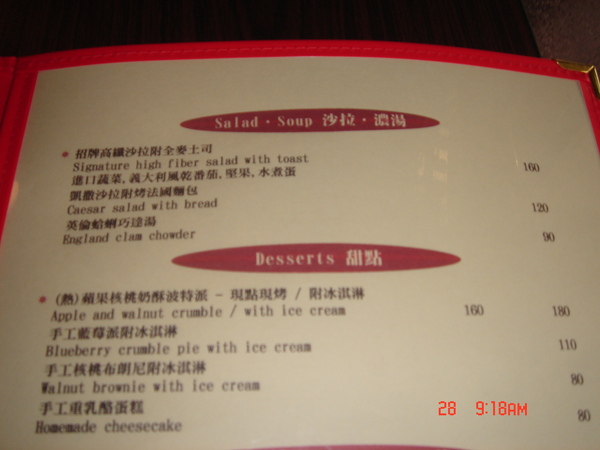 Salad · Soup 沙拉 · 濃湯
招牌高纖沙拉附全麥土司
Signature high fiber salad with toast 160
進口蔬菜, 義大利風乾番茄, 堅果, 水煮蛋
凱撒沙拉附烤法國麵包
Caesar salad with bread 120
英倫蛤蜊巧達湯
England clam chowder 90
Desserts 甜點
(熱)蘋果核桃奶酥波特派 - 現點現烤 / 附冰淇淋
Apple and walnut crumble / with ice cream 160 180
手工藍莓派附冰淇淋
Blueberry crumble pie with ice cream 110
手工核桃布朗尼附冰淇淋
Walnut brownie with ice cream 80
手工重乳酪蛋糕
Homemade cheesecake 80
28 9:18AM